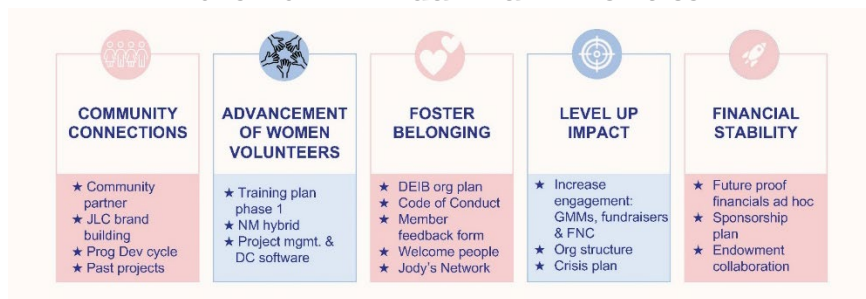 COMMUNITY
CONNECTIONS
★ Community
partner
★ JLC brand
building
★ Prog Dev cycle
★ Past projects
ADVANCEMENT
OF WOMEN
VOLUNTEERS
★ Training plan
phase 1
★ NM hybrid
★ Project mgmt. &
DC software
FOSTER
BELONGING
★ DEIB org plan
★ Code of Conduct
★ Member
feedback form
★ Welcome people
★ Jody's Network
LEVEL UP
IMPACT
★ Increase
engagement:
GMMs, fundraisers
& FNC
★ Org structure
★ Crisis plan
FINANCIAL
STABILITY
★ Future proof
financials ad hoc
★ Sponsorship
plan
★ Endowment
collaboration